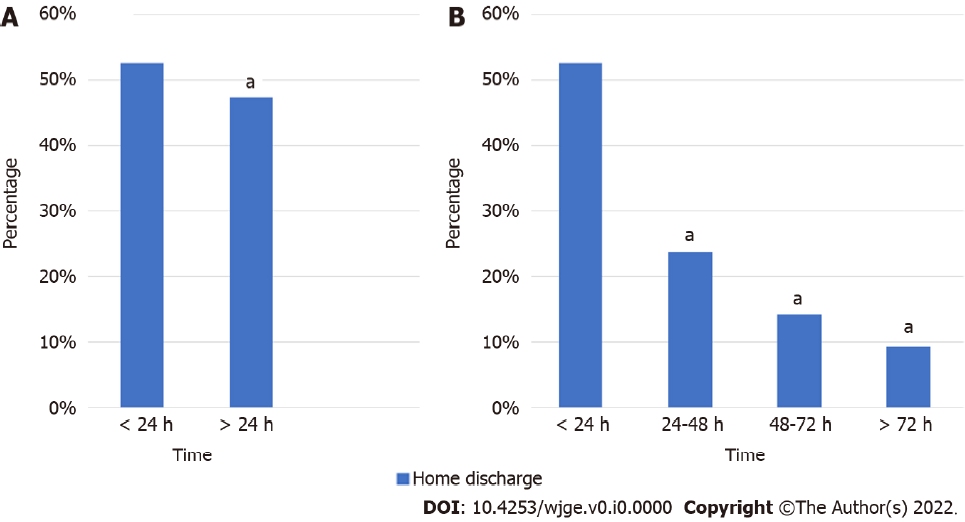 A
60%
50%
40%
30%
20%
10%
0%
Percentage
a
< 24 h > 24 h
Time
B
60%
50%
40%
30%
20%
10%
0%
Percentage
a
a
a
< 24 h 24-48 h 48-72 h > 72 h
Time
Home discharge
DOI: 10.4253/wjge.v0.i0.0000 Copyright ©The Author(s) 2022.